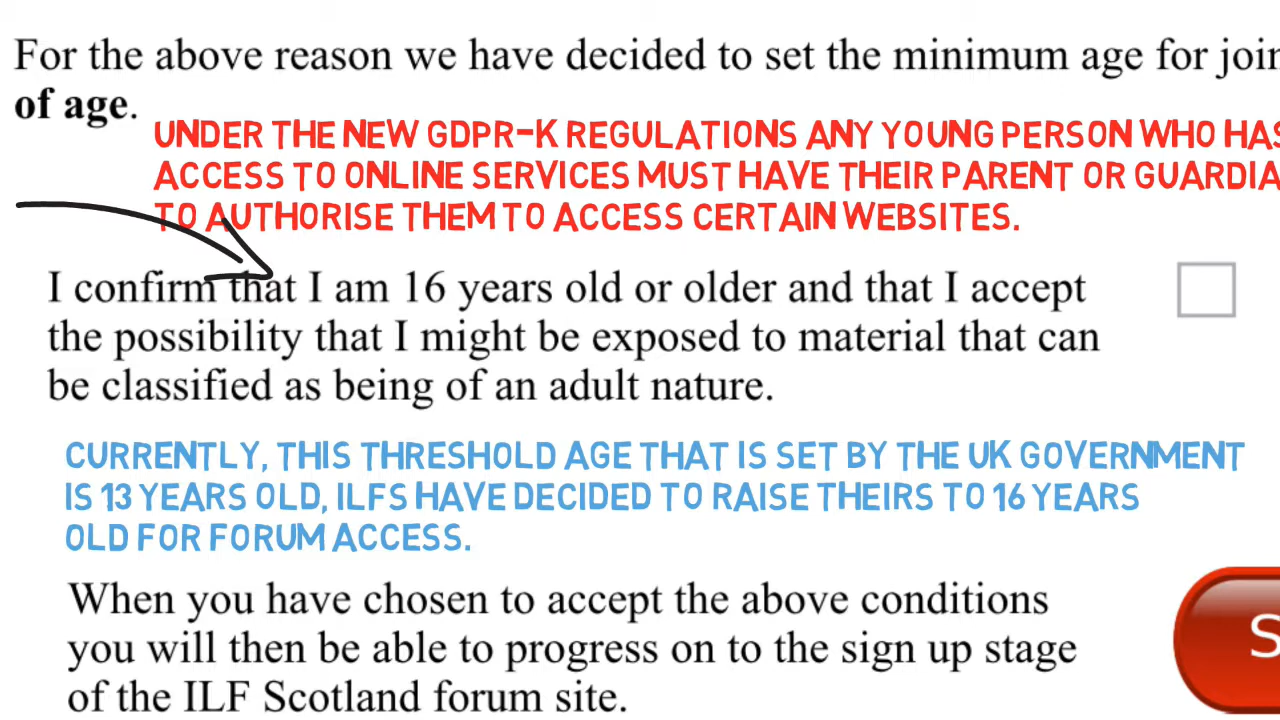 For the above reason we have decided to set the minimum age for join
of age.
UNDER THE NEW GDPR-K REGULATIONS ANY YOUNG PERSON WHO HAS
ACCESS TO ONLINE SERVICES MUST HAVE THEIR PARENT OR GUARDIA
TO AUTHORISE THEM TO ACCESS CERTAIN WEBSITES.
I confirm that I am 16 years old or older and that I accept
the possibility that I might be exposed to material that can
be classified as being of an adult nature.
CURRENTLY, THIS THRESHOLD AGE THAT IS SET BY THE UK GOVERNMENT
IS 13 YEARS OLD, ILFS HAVE DECIDED TO RAISE THEIRS TO 16 YEARS
OLD FOR FORUM ACCESS.
When you have chosen to accept the above conditions
you will then be able to progress on to the sign up stage
of the ILF Scotland forum site.
S